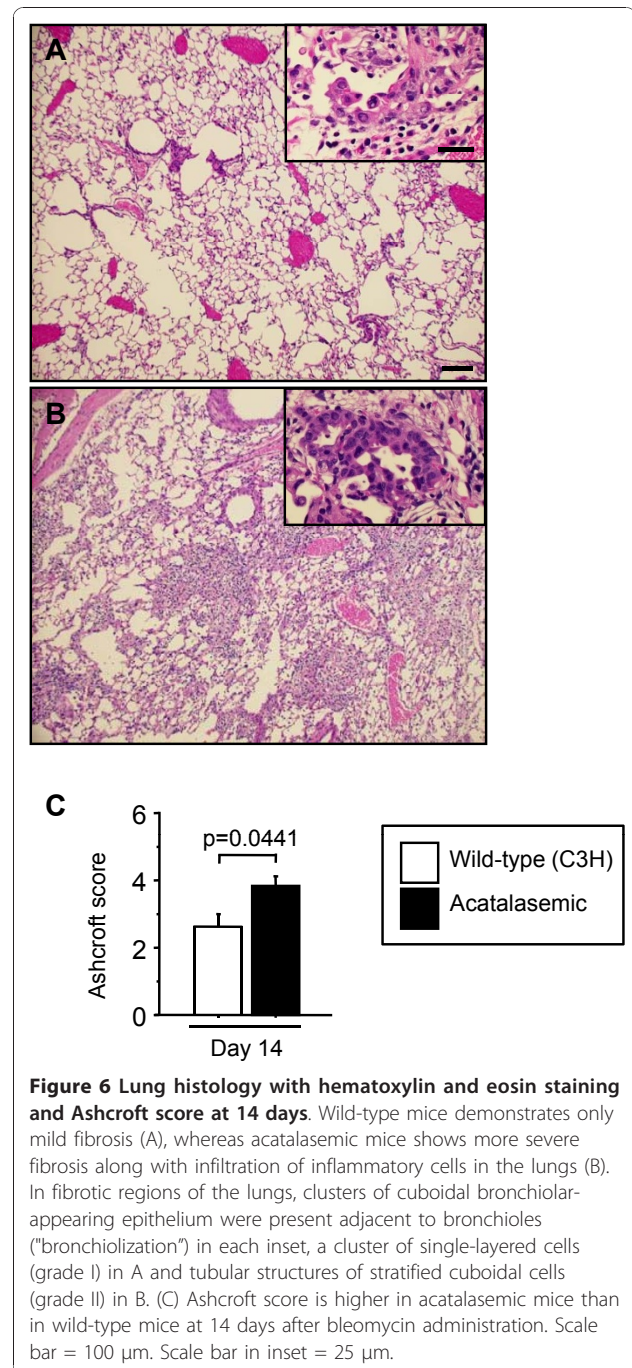 A
B
C
6
4
2
0
Ashcroft score
p=0.0441
Day 14
Wild-type (C3H)
Acatalasemic
Figure 6 Lung histology with hematoxylin and eosin staining
and Ashcroft score at 14 days. Wild-type mice demonstrates only
mild fibrosis (A), whereas acatalasemic mice shows more severe
fibrosis along with infiltration of inflammatory cells in the lungs (B).
In fibrotic regions of the lungs, clusters of cuboidal bronchiolar-
appearing epithelium were present adjacent to bronchioles
("bronchiolization") in each inset, a cluster of single-layered cells
(grade I) in A and tubular structures of stratified cuboidal cells
(grade II) in B. (C) Ashcroft score is higher in acatalasemic mice than
in wild-type mice at 14 days after bleomycin administration. Scale
bar = 100 μm. Scale bar in inset = 25 μm.